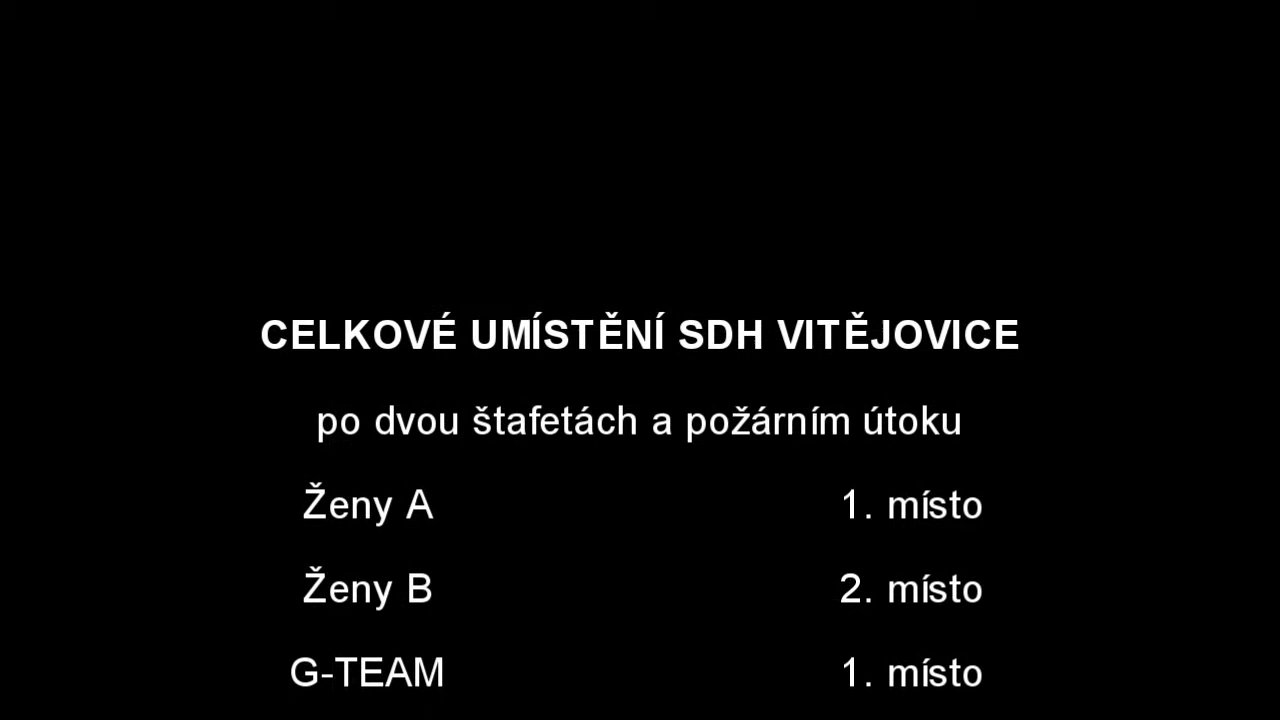 CELKOVÉ UMÍSTĚNÍ SDH VITĚJOVICE
po dvou štafetách a požárním útoku
Ženy A 1. místo
Ženy B 2. místo
G-TEAM 1. místo